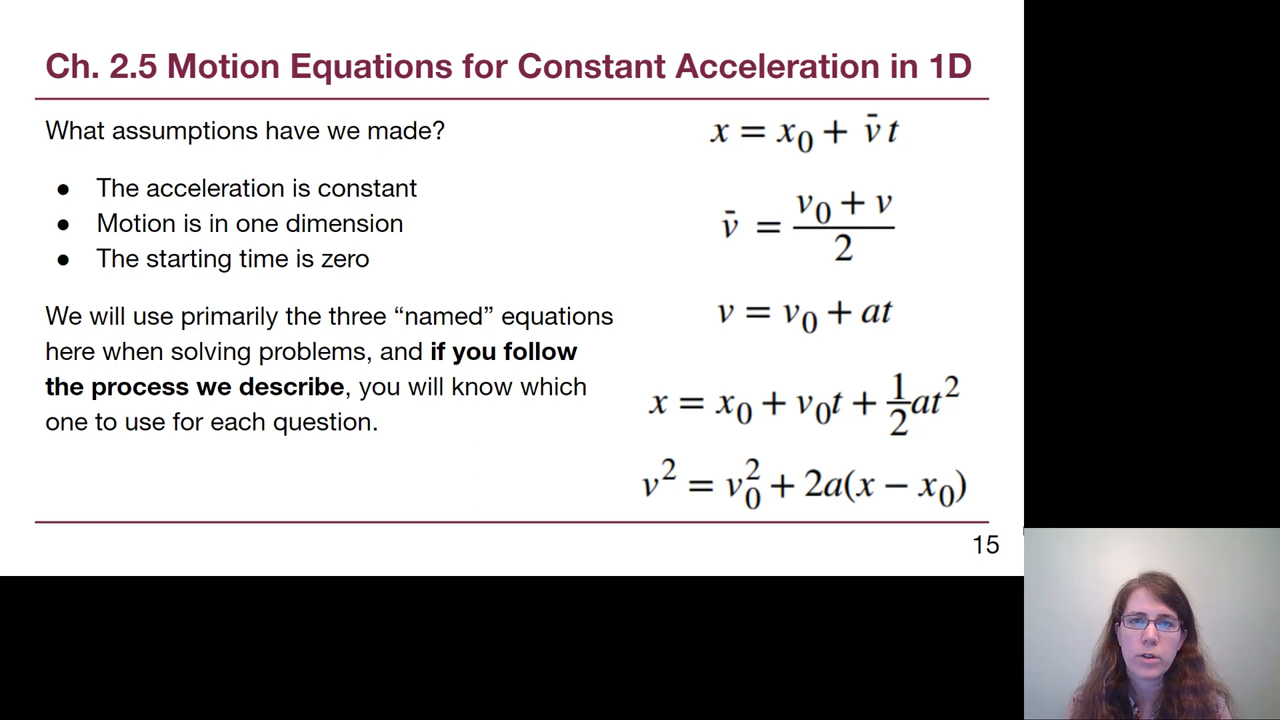 Ch. 2.5 Motion Equations for Constant Acceleration in 1D
What assumptions have we made?
● The acceleration is constant
● Motion is in one dimension
● The starting time is zero
We will use primarily the three “named” equations
here when solving problems, and if you follow
the process we describe, you will know which
one to use for each question.
x = x₀ + v̄ t
v̄ = (v₀ + v)/2
v = v₀ + at
x = x₀ + v₀t + ½at²
v² = v₀² + 2a(x − x₀)
15